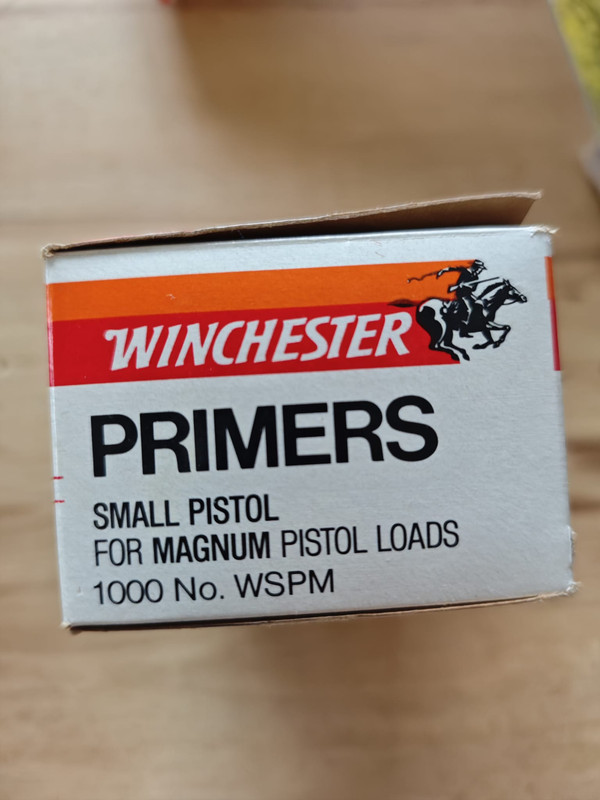 WINCHESTER
PRIMERS
SMALL PISTOL
FOR MAGNUM PISTOL LOADS
1000 No. WSPM